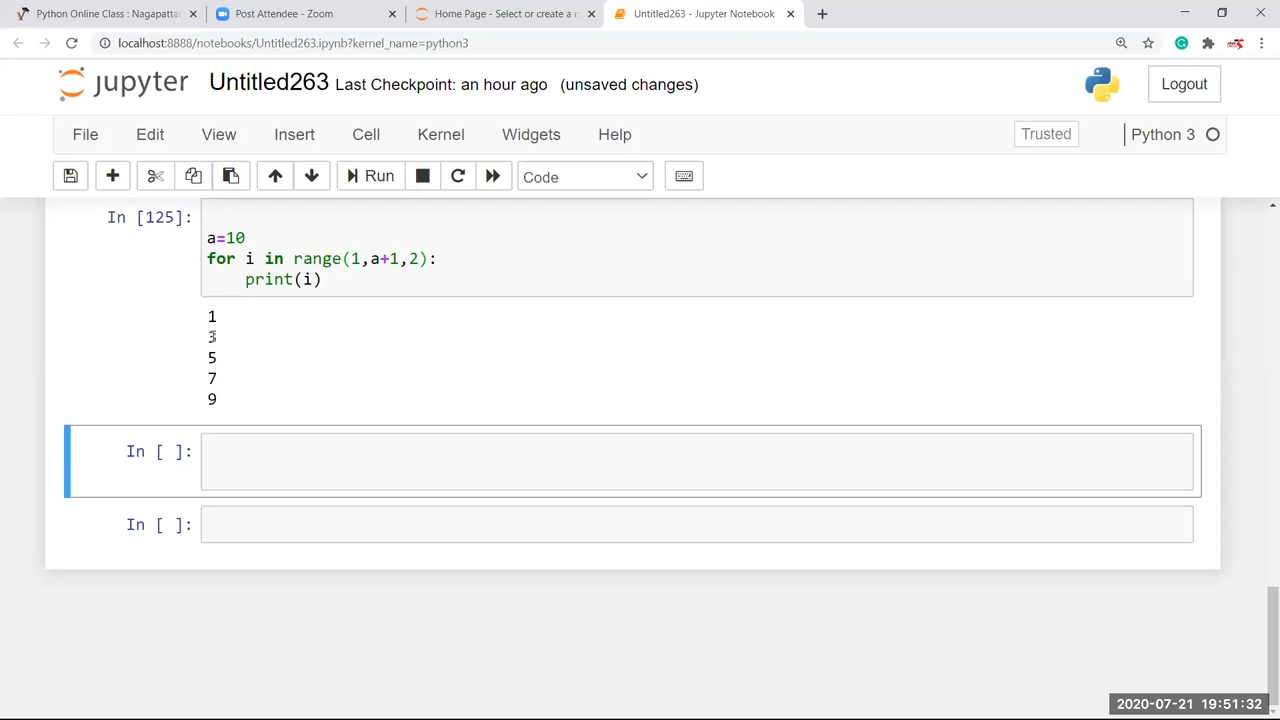 Python Online Class : Nagapattan
Post Attendee - Zoom
Home Page - Select or create a n
Untitled263 - Jupyter Notebook
localhost:8888/notebooks/Untitled263.ipynb?kernel_name=python3
jupyter Untitled263 Last Checkpoint: an hour ago (unsaved changes)
Logout
File Edit View Insert Cell Kernel Widgets Help
Trusted
Python 3
Run
Code
In [125]:
a=10
for i in range(1,a+1,2):
    print(i)
1
3
5
7
9
In [ ]:
In [ ]:
2020-07-21 19:51:32